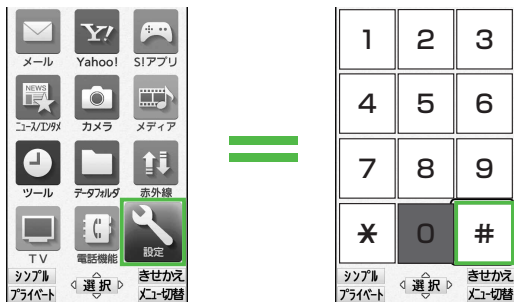 メール Yahoo! S!アプリ
ニュース/エンタメ カメラ メディア
ツール データフォルダ 赤外線
TV 電話機能 設定
シンプル 選択 きせかえ
プライベート メニュー切替
Y!
NEWS
1 2 3
4 5 6
7 8 9
* 0 #
シンプル 選択 きせかえ
プライベート メニュー切替